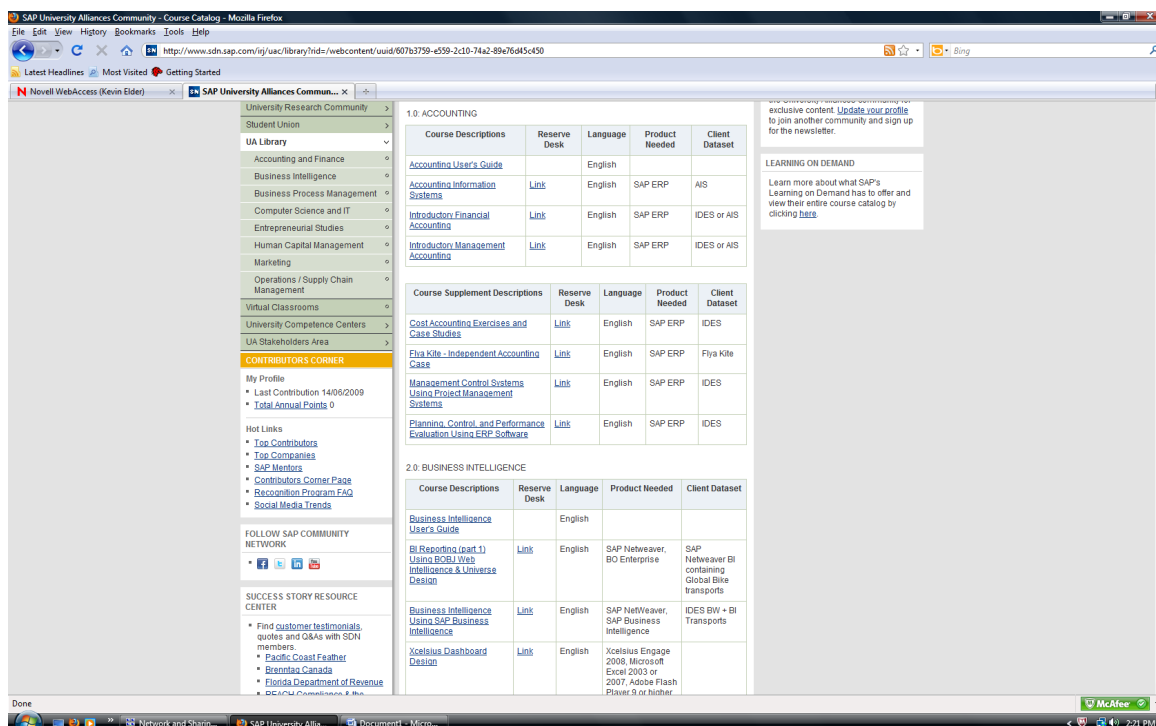 SAP University Alliances Community - Course Catalog - Mozilla Firefox
File Edit View History Bookmarks Tools Help
http://www.sdn.sap.com/irj/uac/library?rid=/webcontent/uuid/607b3759-e559-2c10-74a2-89e76d45c450
Bing
Latest Headlines Most Visited Getting Started
Novell WebAccess (Kevin Elder)
SAP University Alliances Commun...
University Research Community
Student Union
UA Library
Accounting and Finance
Business Intelligence
Business Process Management
Computer Science and IT
Entrepreneurial Studies
Human Capital Management
Marketing
Operations / Supply Chain
Management
Virtual Classrooms
University Competence Centers
UA Stakeholders Area
CONTRIBUTORS CORNER
My Profile
Last Contribution 14/06/2009
Total Annual Points 0
Hot Links
Top Contributors
Top Companies
SAP Mentors
Contributors Corner Page
Recognition Program FAQ
Social Media Trends
FOLLOW SAP COMMUNITY
NETWORK
SUCCESS STORY RESOURCE
CENTER
Find customer testimonials,
quotes and Q&As with SDN
members.
Pacific Coast Feather
Brenntag Canada
Florida Department of Revenue
REACH Compliance & the
1.0: ACCOUNTING
Course Descriptions Reserve Desk Language Product Needed Client Dataset
Accounting User's Guide English
Accounting Information Systems Link English SAP ERP AIS
Introductory Financial Accounting Link English SAP ERP IDES or AIS
Introductory Management Accounting Link English SAP ERP IDES or AIS
Course Supplement Descriptions Reserve Desk Language Product Needed Client Dataset
Cost Accounting Exercises and Case Studies Link English SAP ERP IDES
Flya Kite - Independent Accounting Case Link English SAP ERP Flya Kite
Management Control Systems Using Project Management Systems Link English SAP ERP IDES
Planning, Control, and Performance Evaluation Using ERP Software Link English SAP ERP IDES
2.0: BUSINESS INTELLIGENCE
Course Descriptions Reserve Desk Language Product Needed Client Dataset
Business Intelligence User's Guide English
BI Reporting (part 1) Using BOBJ Web Intelligence & Universe Design Link English SAP Netweaver, BO Enterprise SAP Netweaver BI containing Global Bike transports
Business Intelligence Using SAP Business Intelligence Link English SAP NetWeaver, SAP Business Intelligence IDES BW + BI Transports
Xcelsius Dashboard Design Link English Xcelsius Engage 2008, Microsoft Excel 2003 or 2007, Adobe Flash Player 9 or higher
exclusive content. Update your profile
to join another community and sign up
for the newsletter.
LEARNING ON DEMAND
Learn more about what SAP's
Learning on Demand has to offer and
view their entire course catalog by
clicking here.
Done
McAfee
Network and Sharin...
SAP University Allia...
Document1 - Micro...
2:21 PM